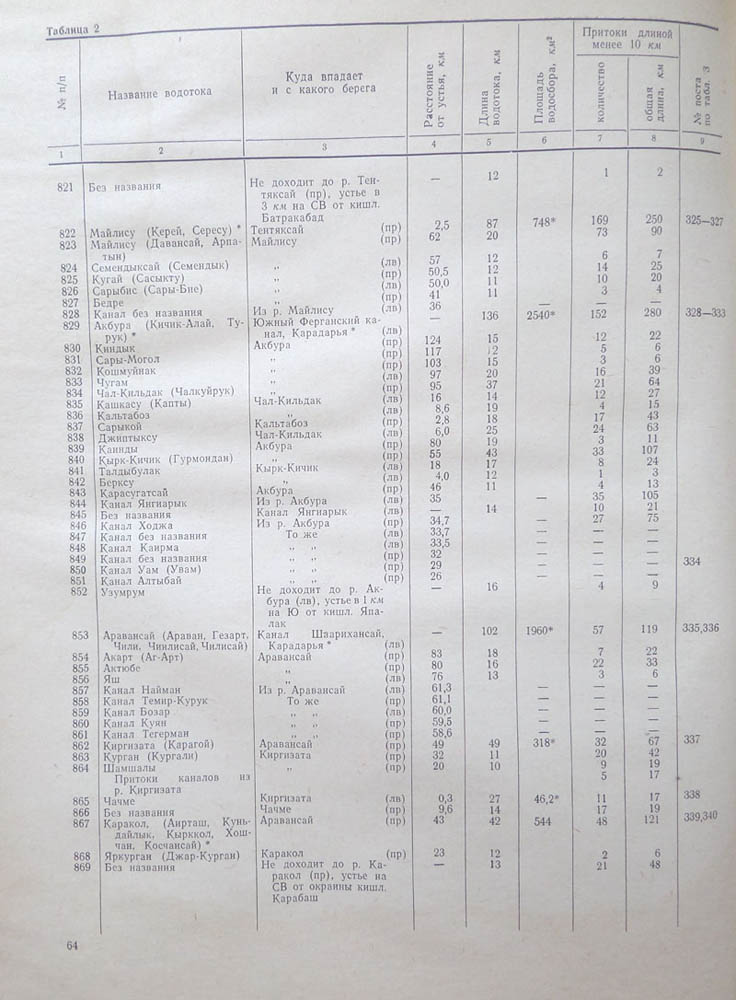 Таблица 2
№ п/п | Название водотока | Куда впадает и с какого берега | Расстояние от устья, км | Длина водотока, км | Площадь водосбора, км² | Притоки длиной менее 10 км | количество | общая длина, км | № поста по табл. 3
1 2 3 4 5 6 7 8 9
821 Без названия Не доходит до р. Тен- — 12 1 2
тяксай (пр), устье в
3 км на СВ от кишл.
Батракабад
822 Майлису (Керей, Сересу) * Тентяксай (пр) 2,5 87 748* 169 250 325—327
823 Майлису (Давансай, Арпа- Майлису (пр) 62 20 73 90
тын)
824 Семендыксай (Семендык) „ (лв) 57 12 6 7
825 Кугай (Сасыкту) „ (пр) 50,5 12 14 25
826 Сарыбис (Сары-Бие) „ (лв) 50,0 11 10 20
827 Бедре „ (пр) 41 11 3 4
828 Канал без названия Из р. Майлису (лв) 36 — — —
829 Акбура (Кичик-Алай, Ту- Южный Ферганский ка- — 136 2540* 152 280 328—333
рук) * нал, Карадарья * (лв)
830 Киндык Акбура (пр) 124 15 12 22
831 Сары-Могол „ (пр) 117 12 5 6
832 Кошмуйнак „ (пр) 103 15 3 6
833 Чугам „ (лв) 97 20 16 39
834 Чал-Кильдак (Чалкуйрук) „ (пр) 95 37 21 64
835 Кашкасу (Капты) Чал-Кильдак (лв) 16 14 12 27
836 Кальтабоз „ (лв) 8,6 19 4 15
837 Сарыкой Кальтабоз (пр) 2,8 18 17 43
838 Джиптыксу Чал-Кильдак (лв) 6,0 25 24 63
839 Каинды Акбура (пр) 80 19 3 11
840 Кырк-Кичик (Гурмондан) „ (пр) 55 43 33 107
841 Талдыбулак Кырк-Кичик (лв) 18 17 8 24
842 Берксу „ (лв) 4,0 12 1 3
843 Карасугатсай Акбура (пр) 46 11 4 13
844 Канал Янгиарык Из р. Акбура (лв) 35 — 35 105
845 Без названия Канал Янгиарык (лв) — 14 10 21
846 Канал Ходжа Из р. Акбура (пр) 34,7 — 27 75
847 Канал без названия То же (лв) 33,7 — — —
848 Канал Каирма „ „ (лв) 33,5 — — —
849 Канал без названия „ „ (пр) 32 — — —
850 Канал Уам (Увам) „ „ (пр) 29 — — — 334
851 Канал Алтыбай „ „ (пр) 26 — — —
852 Узумрум Не доходит до р. Ак- — 16 4 9
бура (лв), устье в 1 км
на Ю от кишл. Япа-
лак
853 Аравансай (Араван, Гезарт, Канал Шаарихансай, — 102 1960* 57 119 335,336
Чили, Чиилисай, Чилисай) Карадарья * (лв)
854 Акарт (Аг-Арт) Аравансай (пр) 83 18 7 22
855 Актюбе „ (пр) 80 16 22 33
856 Яш „ (лв) 76 13 3 6
857 Канал Найман Из р. Аравансай (лв) 61,3 — — —
858 Канал Темир-Курук То же (пр) 61,1 — — —
859 Канал Бозар „ „ (лв) 60,0 — — —
860 Канал Куян „ „ (пр) 59,5 — — —
861 Канал Тегерман „ „ (пр) 58,6 — — —
862 Киргизата (Карагой) Аравансай (пр) 49 49 318* 32 67 337
863 Курган (Кургали) Киргизата (пр) 32 11 20 42
864 Шамшалы „ (пр) 20 10 9 19
Притоки каналов из 5 17
р. Киргизата
865 Чачме Киргизата (лв) 0,3 27 46,2* 11 17 338
866 Без названия Чачме (пр) 9,6 14 17 19
867 Каракол, (Аирташ, Кунь- Аравансай (пр) 43 42 544 48 121 339,340
дайлык, Кырккол, Хош-
чан, Косчансай) *
868 Яркурган (Джар-Курган) Каракол (пр) 23 12 2 6
869 Без названия Не доходит до р. Ка- — 13 21 48
ракол (пр), устье на
СВ от окраины кишл.
Карабаш
64